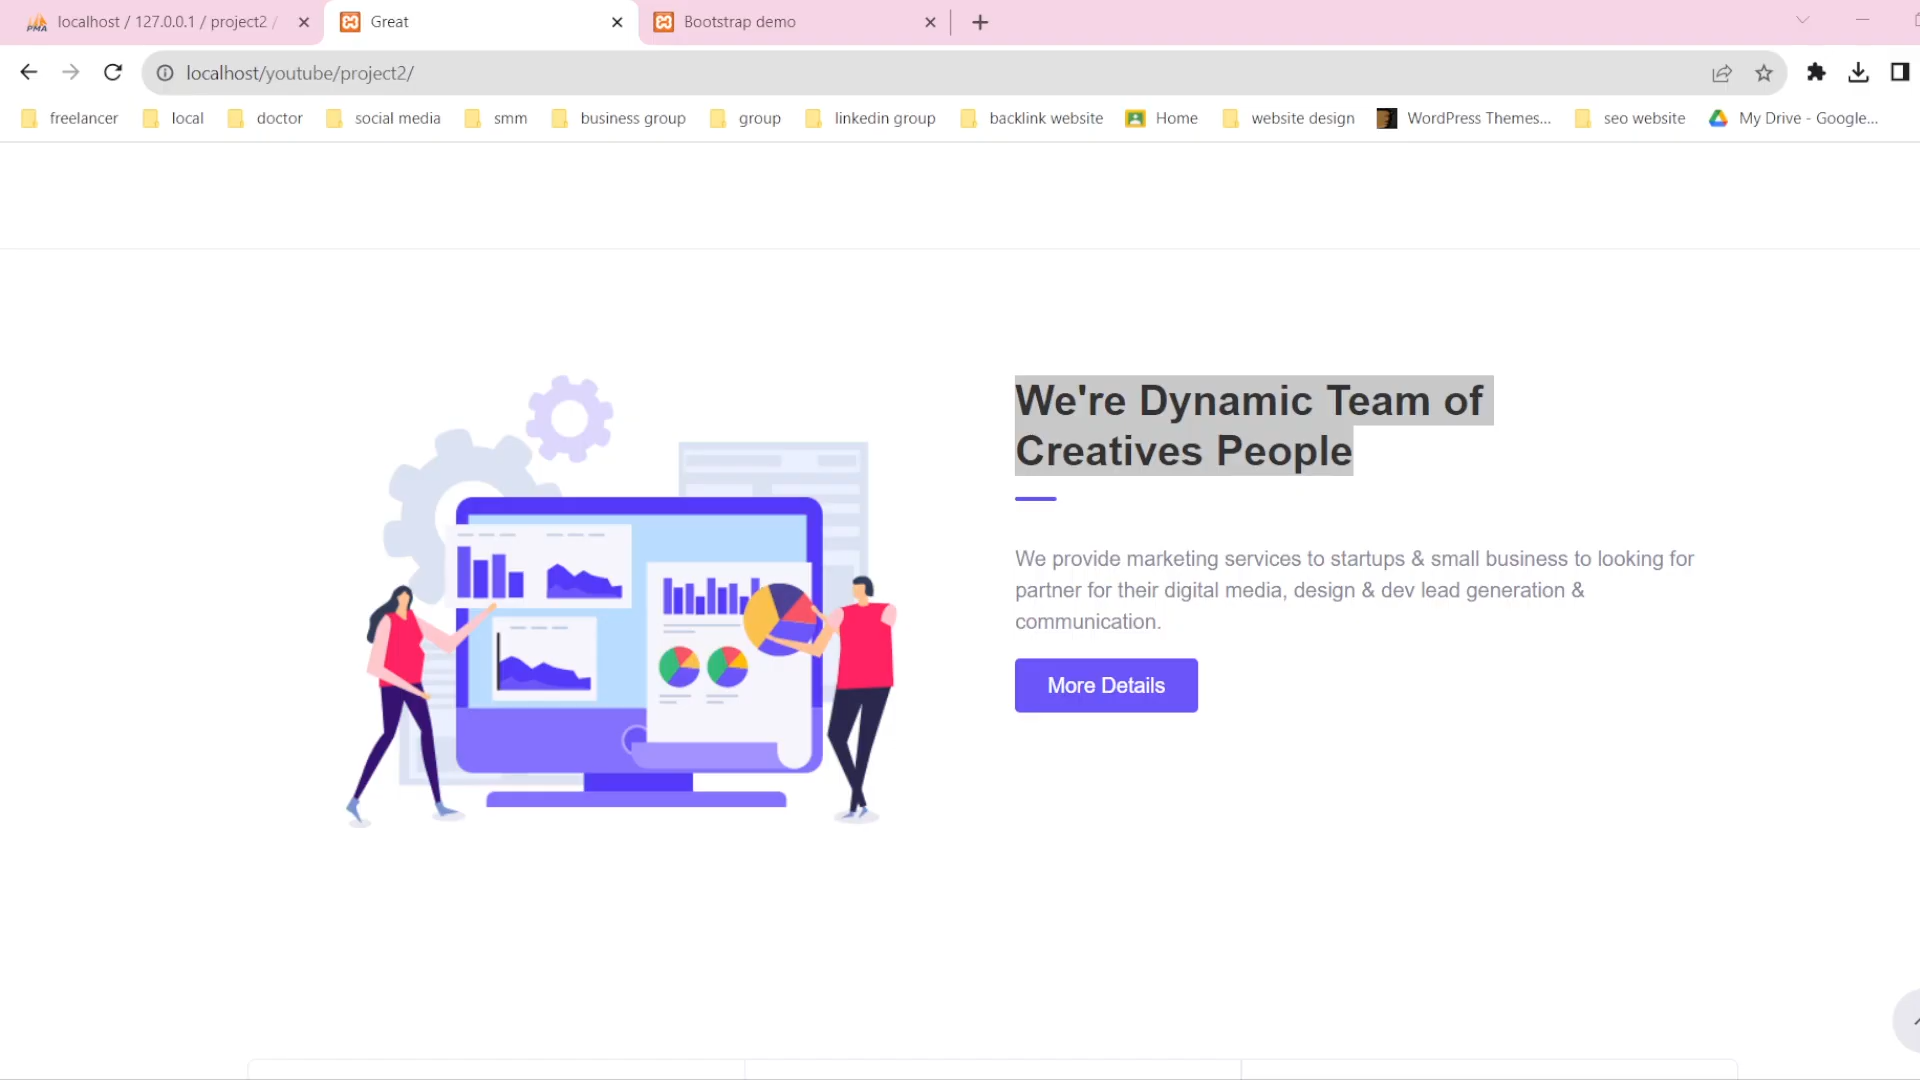 localhost / 127.0.0.1 / project2 /
Great
Bootstrap demo
localhost/youtube/project2/
freelancer
local
doctor
social media
smm
business group
group
linkedin group
backlink website
Home
website design
WordPress Themes...
seo website
My Drive - Google...
We're Dynamic Team of
Creatives People
We provide marketing services to startups & small business to looking for
partner for their digital media, design & dev lead generation &
communication.
More Details